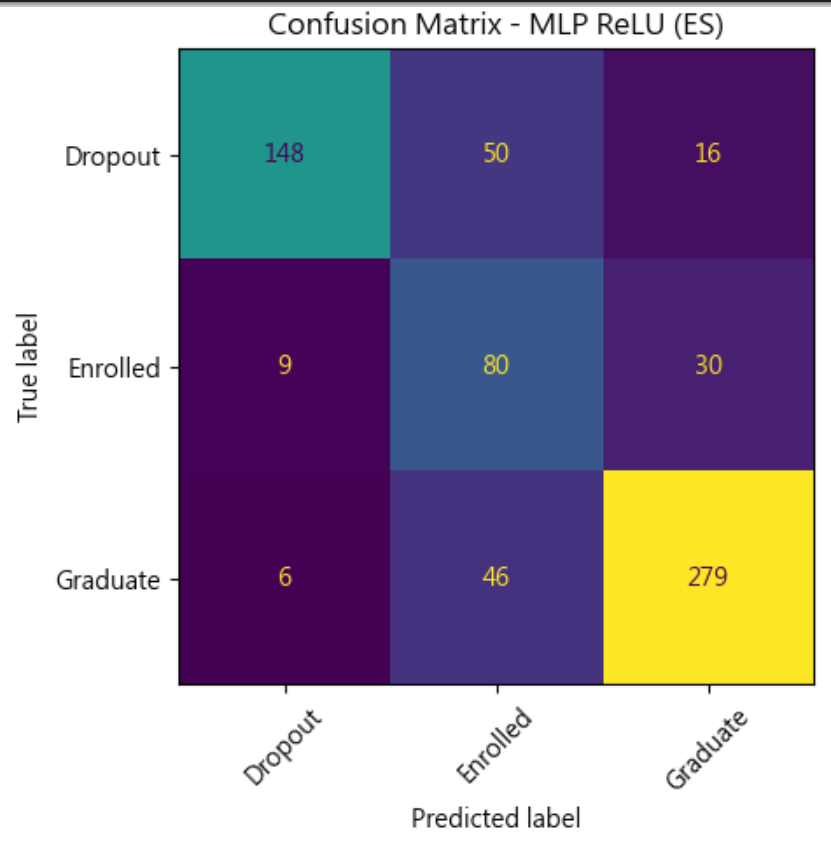 Confusion Matrix - MLP ReLU (ES)
Dropout
148
50
16
True label
Enrolled
9
80
30
Graduate
6
46
279
Dropout
Enrolled
Graduate
Predicted label